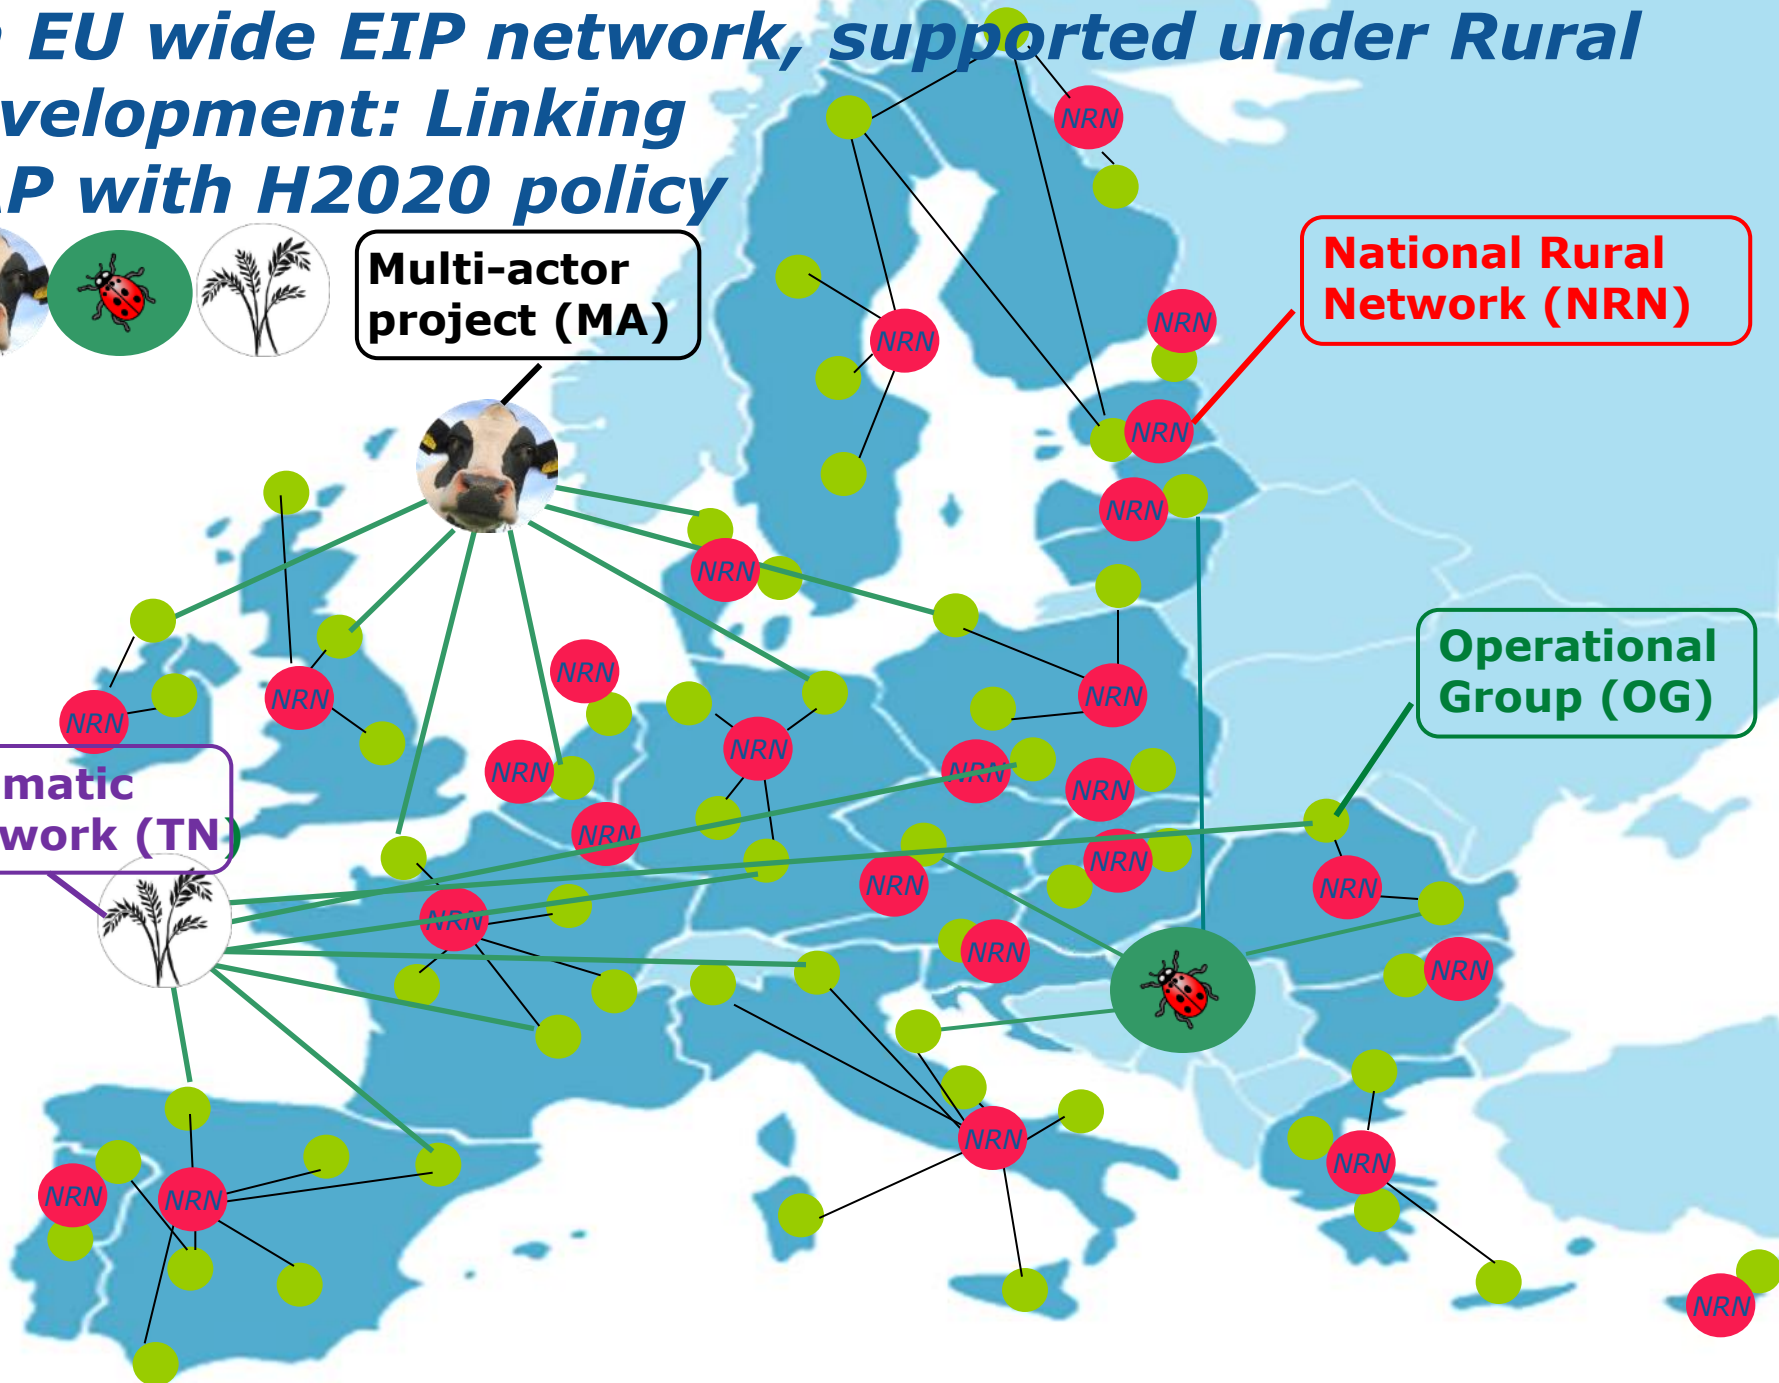 EU wide EIP network, supported under Rural
velopment: Linking
P with H2020 policy
NRN
National Rural
Network (NRN)
Multi-actor
project (MA)
NRN
NRN
NRN
NRN
NRN
Operational
Group (OG)
NRN
NRN
NRN
NRN
NRN
NRN
NRN
NRN
matic
work (TN)
NRN
NRN
NRN
NRN
NRN
NRN
NRN
NRN
NRN
NRN
NRN
NRN